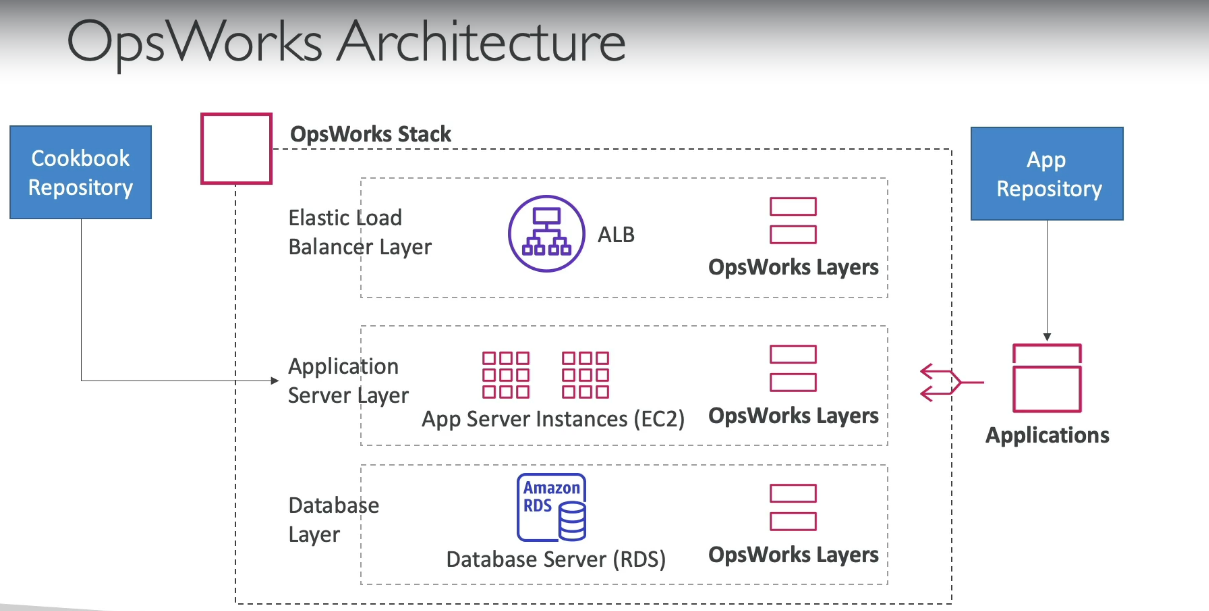 OpsWorks Architecture
Cookbook
Repository
OpsWorks Stack
App
Repository
Elastic Load
Balancer Layer
ALB
OpsWorks Layers
Application
Server Layer
App Server Instances (EC2)
OpsWorks Layers
Applications
Database
Layer
Amazon
RDS
Database Server (RDS)
OpsWorks Layers